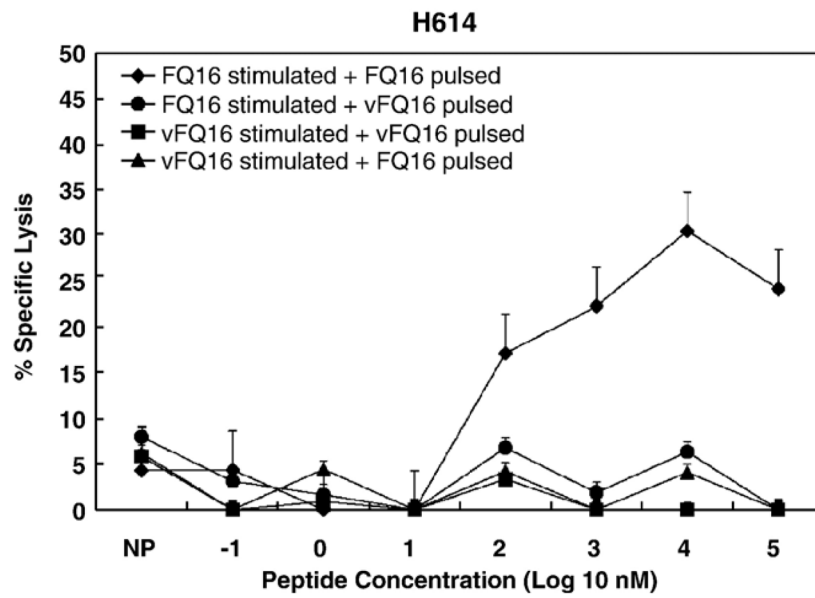 H614
50
45
40
35
30
25
20
15
10
5
0
% Specific Lysis
FQ16 stimulated + FQ16 pulsed
FQ16 stimulated + vFQ16 pulsed
vFQ16 stimulated + vFQ16 pulsed
vFQ16 stimulated + FQ16 pulsed
NP -1 0 1 2 3 4 5
Peptide Concentration (Log 10 nM)